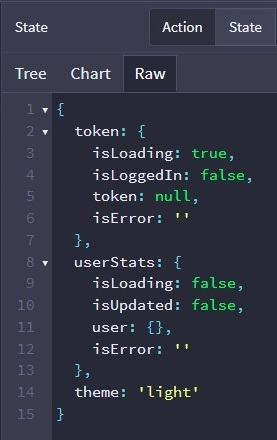 State Action State
Tree Chart Raw
1 {
2 token: {
3 isLoading: true,
4 isLoggedIn: false,
5 token: null,
6 isError: ''
7 },
8 userStats: {
9 isLoading: false,
10 isUpdated: false,
11 user: {},
12 isError: ''
13 },
14 theme: 'light'
15 }